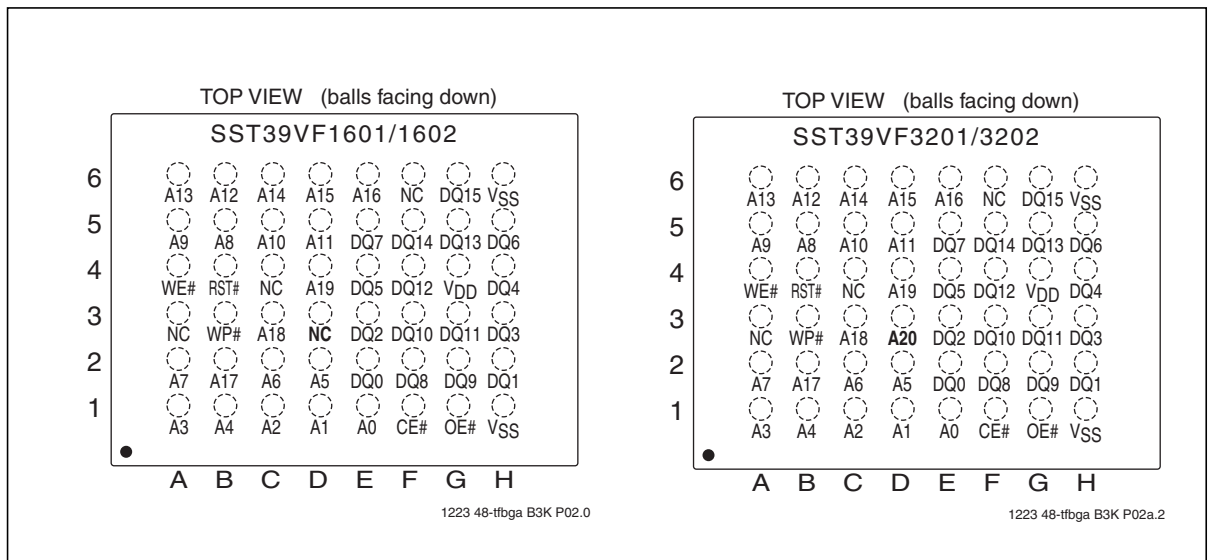 TOP VIEW (balls facing down)
SST39VF1601/1602
6
A13 A12 A14 A15 A16 NC DQ15 VSS
5
A9 A8 A10 A11 DQ7 DQ14 DQ13 DQ6
4
WE# RST# NC A19 DQ5 DQ12 VDD DQ4
3
NC WP# A18 NC DQ2 DQ10 DQ11 DQ3
2
A7 A17 A6 A5 DQ0 DQ8 DQ9 DQ1
1
A3 A4 A2 A1 A0 CE# OE# VSS
A B C D E F G H
1223 48-tfbga B3K P02.0
TOP VIEW (balls facing down)
SST39VF3201/3202
6
A13 A12 A14 A15 A16 NC DQ15 VSS
5
A9 A8 A10 A11 DQ7 DQ14 DQ13 DQ6
4
WE# RST# NC A19 DQ5 DQ12 VDD DQ4
3
NC WP# A18 A20 DQ2 DQ10 DQ11 DQ3
2
A7 A17 A6 A5 DQ0 DQ8 DQ9 DQ1
1
A3 A4 A2 A1 A0 CE# OE# VSS
A B C D E F G H
1223 48-tfbga B3K P02a.2